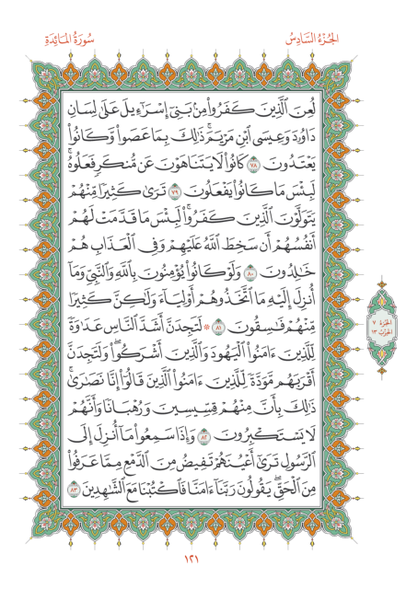 الجُزْءُ السَّادِسُ
سُورَةُ المَائِدَةِ
لُعِنَ ٱلَّذِينَ كَفَرُوا۟ مِنۢ بَنِىٓ إِسْرَٰٓءِيلَ عَلَىٰ لِسَانِ
دَاوُۥدَ وَعِيسَى ٱبْنِ مَرْيَمَ ۚ ذَٰلِكَ بِمَا عَصَوا۟ وَّكَانُوا۟
يَعْتَدُونَ ٧٨ كَانُوا۟ لَا يَتَنَاهَوْنَ عَن مُّنكَرٍ فَعَلُوهُ ۚ
لَبِئْسَ مَا كَانُوا۟ يَفْعَلُونَ ٧٩ تَرَىٰ كَثِيرًا مِّنْهُمْ
يَتَوَلَّوْنَ ٱلَّذِينَ كَفَرُوا۟ ۚ لَبِئْسَ مَا قَدَّمَتْ لَهُمْ
أَنفُسُهُمْ أَن سَخِطَ ٱللَّهُ عَلَيْهِمْ وَفِى ٱلْعَذَابِ هُمْ
خَٰلِدُونَ ٨٠ وَلَوْ كَانُوا۟ يُؤْمِنُونَ بِٱللَّهِ وَٱلنَّبِىِّ وَمَآ
أُنزِلَ إِلَيْهِ مَا ٱتَّخَذُوهُمْ أَوْلِيَآءَ وَلَٰكِنَّ كَثِيرًا
مِّنْهُمْ فَٰسِقُونَ ٨١ ۞ لَتَجِدَنَّ أَشَدَّ ٱلنَّاسِ عَدَٰوَةً
لِّلَّذِينَ ءَامَنُوا۟ ٱلْيَهُودَ وَٱلَّذِينَ أَشْرَكُوا۟ ۖ وَلَتَجِدَنَّ
أَقْرَبَهُم مَّوَدَّةً لِّلَّذِينَ ءَامَنُوا۟ ٱلَّذِينَ قَالُوٓا۟ إِنَّا نَصَٰرَىٰ ۚ
ذَٰلِكَ بِأَنَّ مِنْهُمْ قِسِّيسِينَ وَرُهْبَانًا وَأَنَّهُمْ
لَا يَسْتَكْبِرُونَ ٨٢ وَإِذَا سَمِعُوا۟ مَآ أُنزِلَ إِلَى
ٱلرَّسُولِ تَرَىٰٓ أَعْيُنَهُمْ تَفِيضُ مِنَ ٱلدَّمْعِ مِمَّا عَرَفُوا۟
مِنَ ٱلْحَقِّ ۖ يَقُولُونَ رَبَّنَآ ءَامَنَّا فَٱكْتُبْنَا مَعَ ٱلشَّٰهِدِينَ ٨٣
الجزء ٧
الحزب ١٣
١٢١